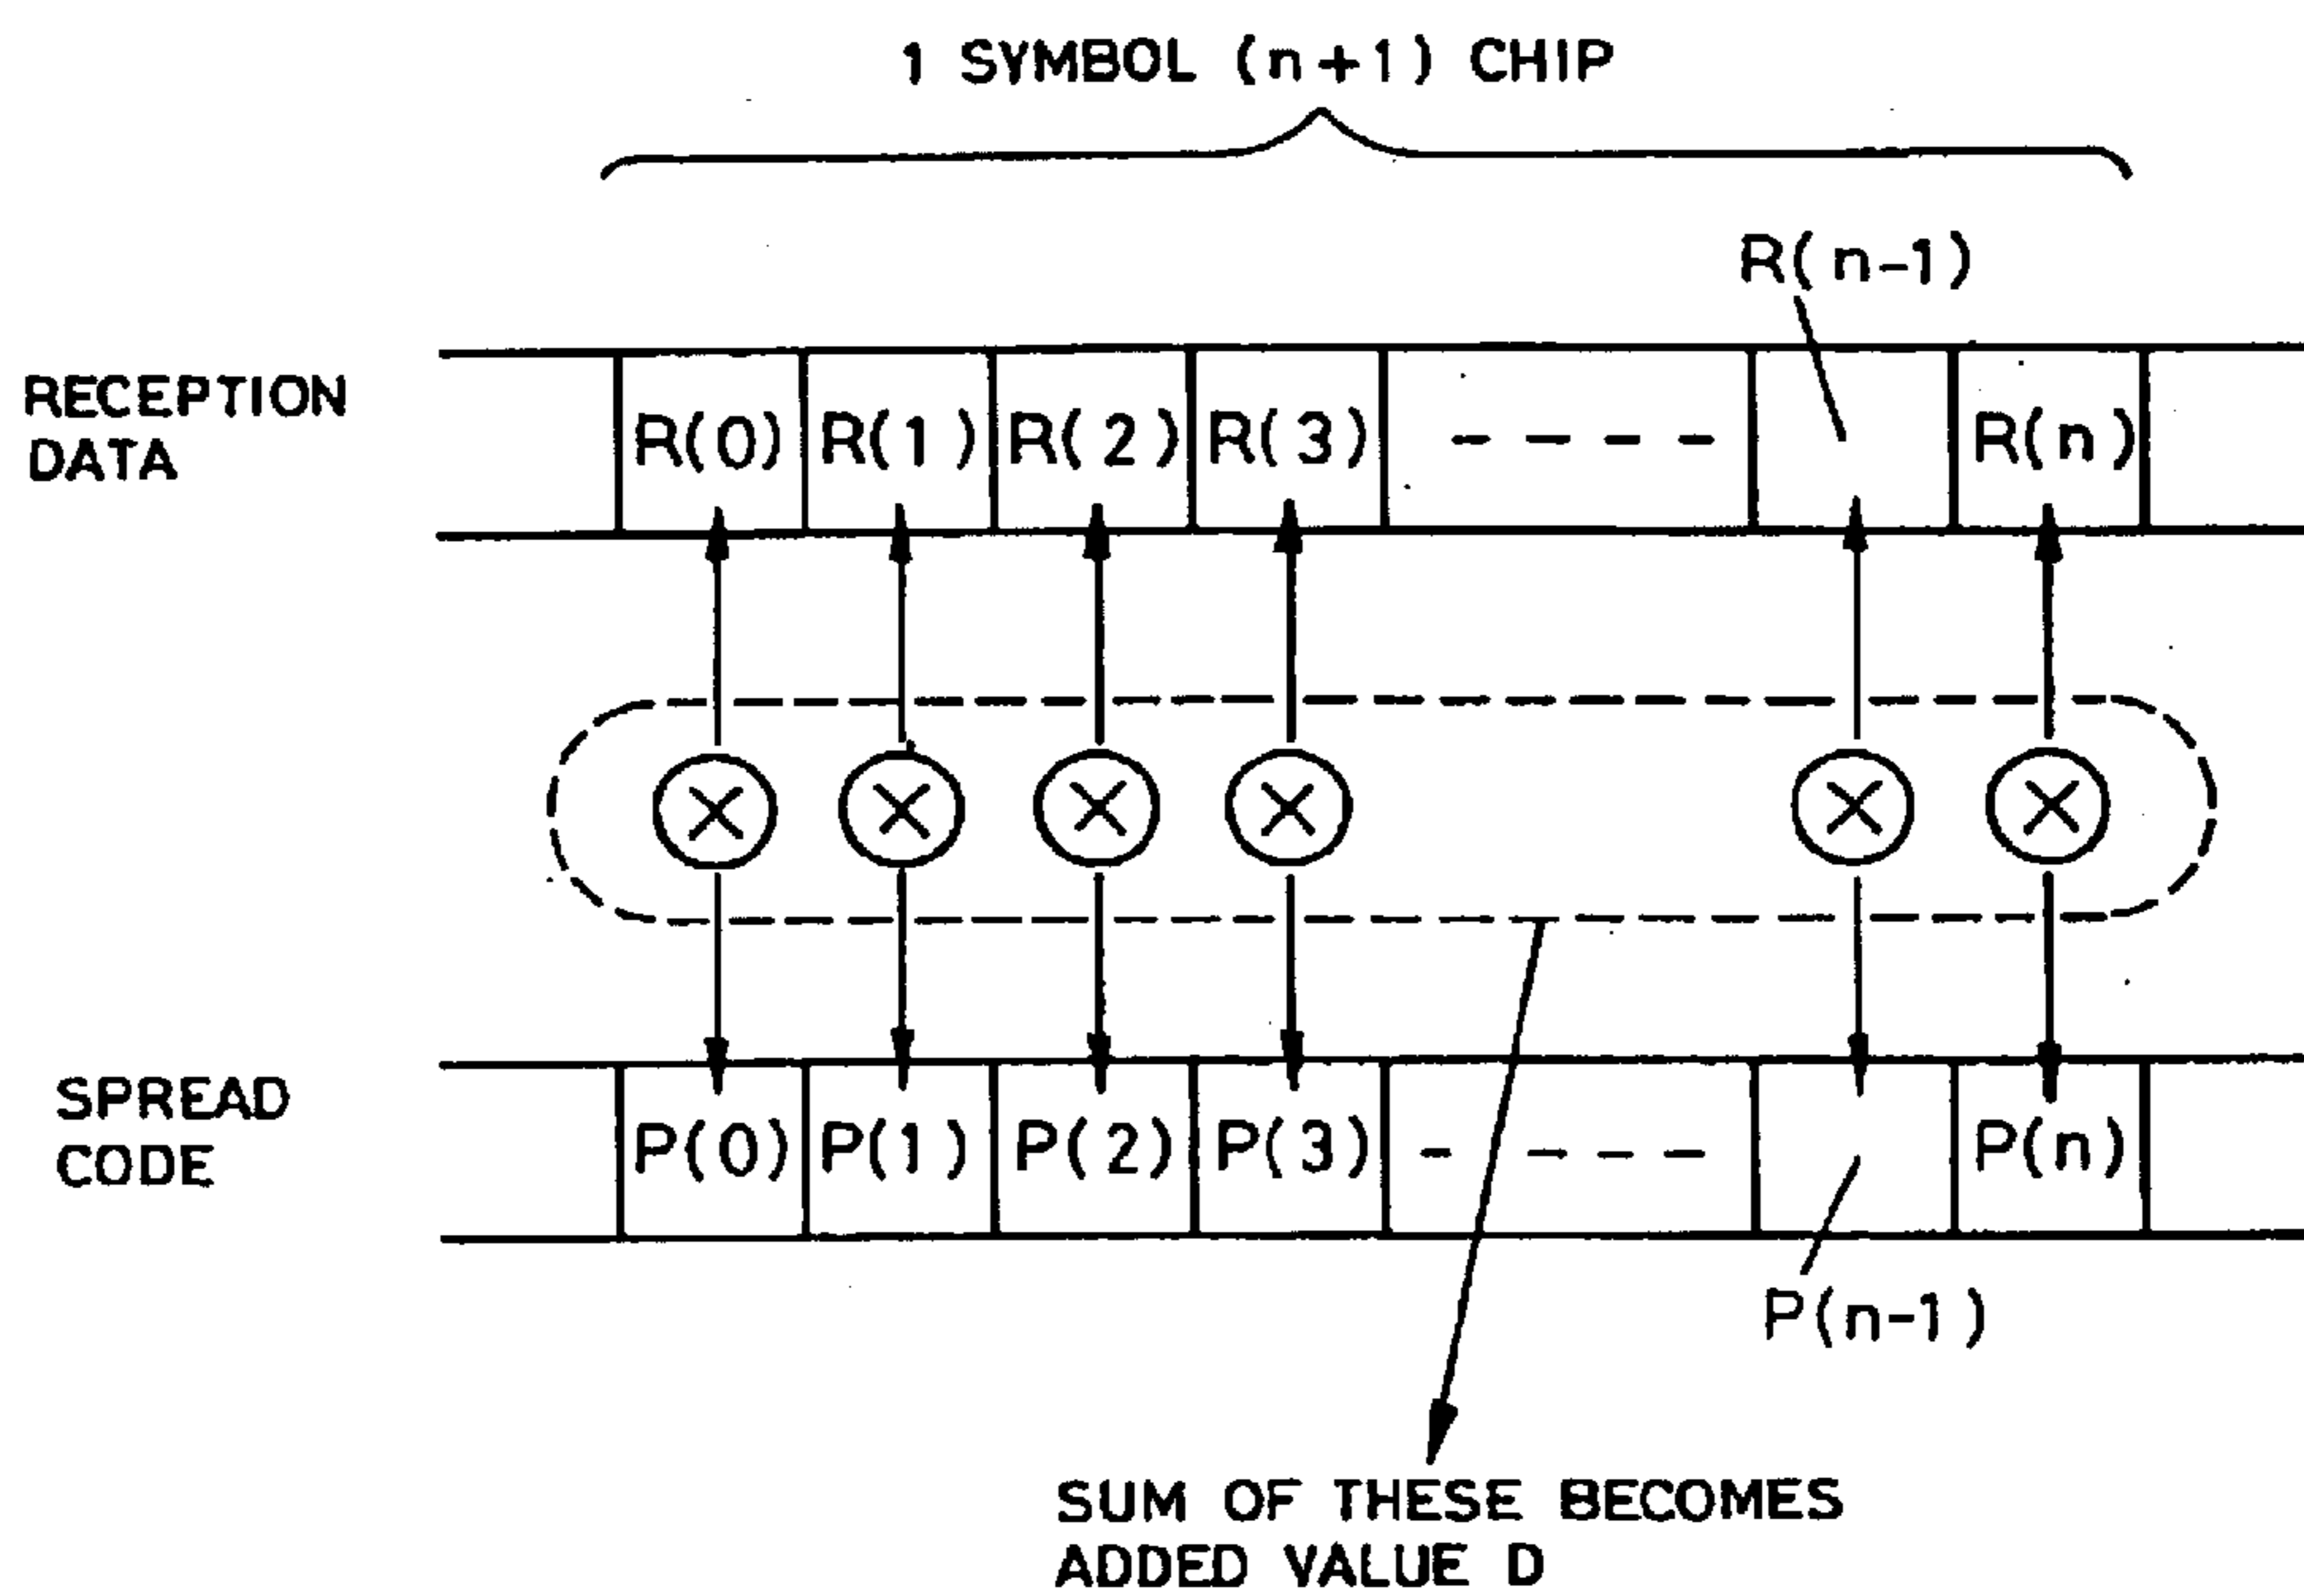 1 SYMBOL (n+1) CHIP
R(n-1)
RECEPTION
DATA
R(0) R(1) R(2) R(3) - - - - R(n)
SPREAD
CODE
P(0) P(1) P(2) P(3) - - - - P(n)
P(n-1)
SUM OF THESE BECOMES
ADDED VALUE D